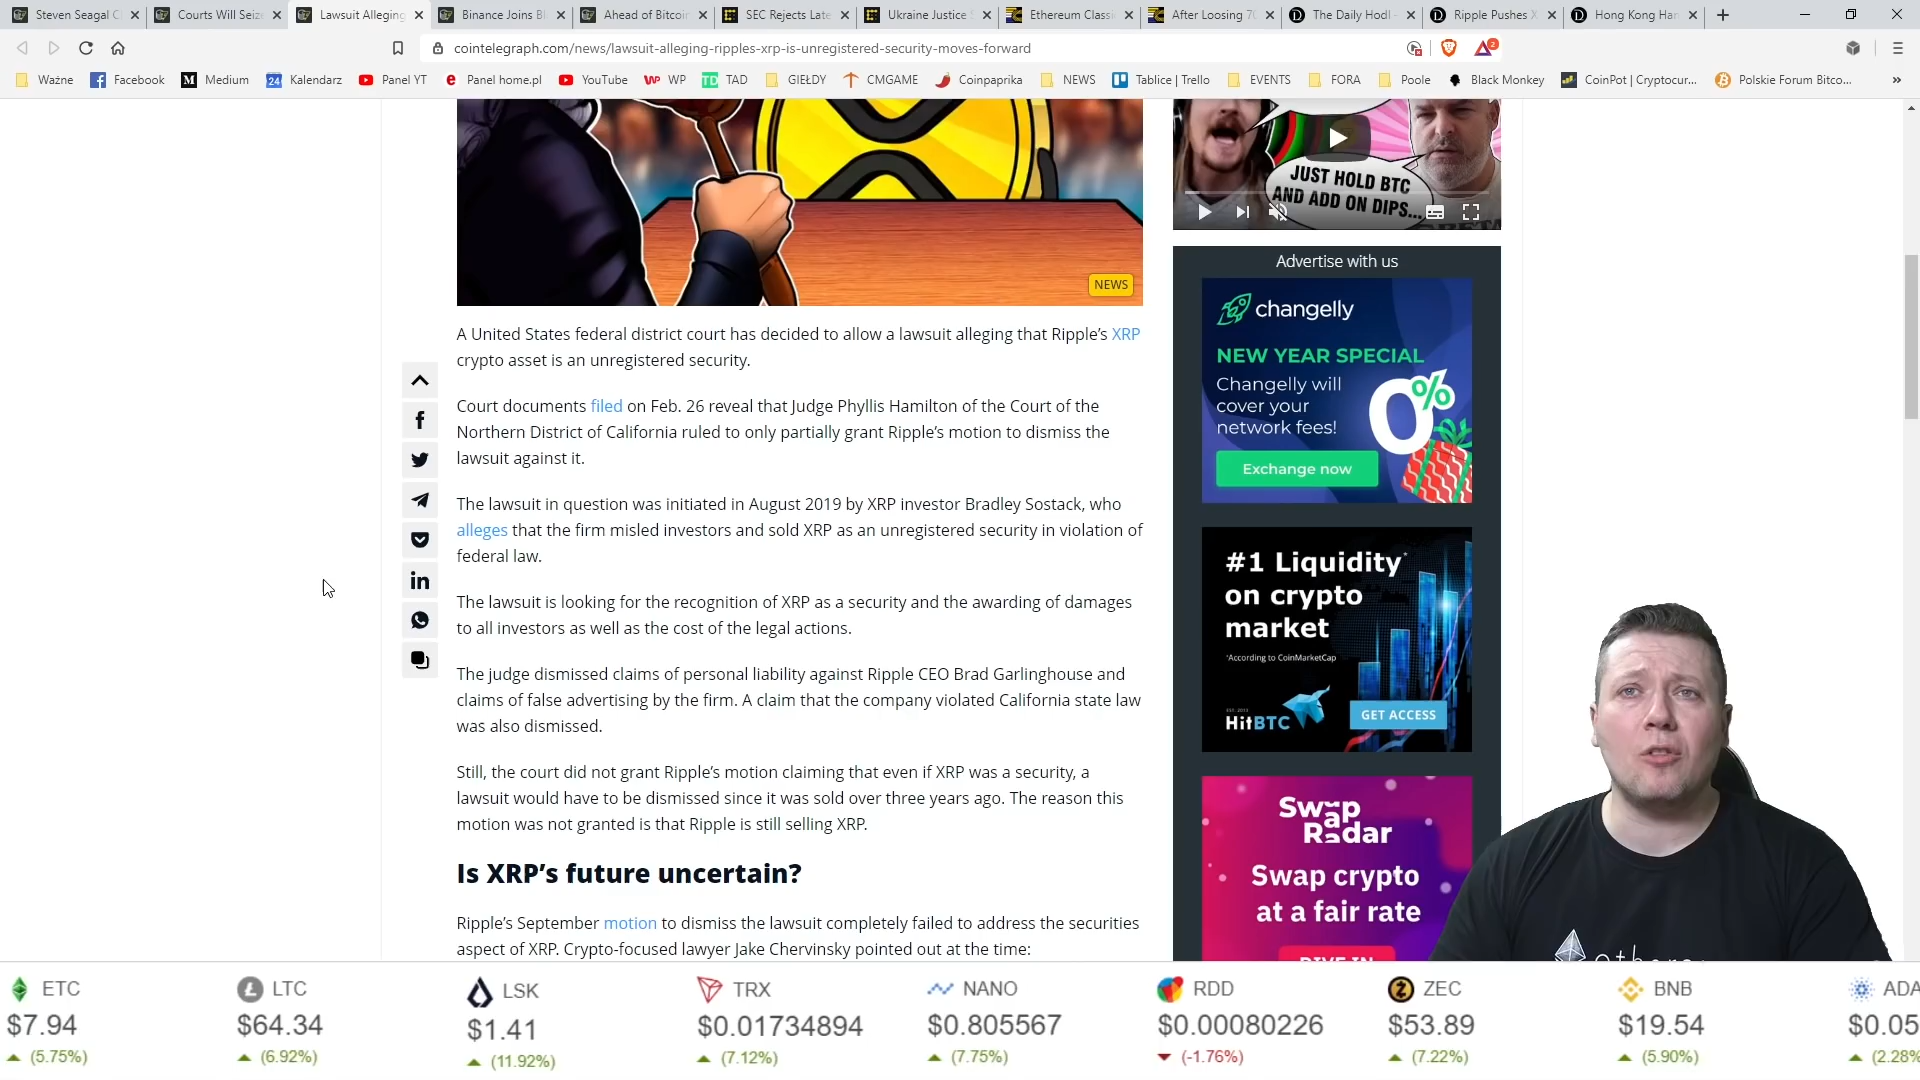 Steven Seagal C
Courts Will Seiz
Lawsuit Alleging
Binance Joins Bl
Ahead of Bitcoi
SEC Rejects Late
Ukraine Justice
Ethereum Classi
After Loosing 70
The Daily Hodl
Ripple Pushes X
Hong Kong Han
cointelegraph.com/news/lawsuit-alleging-ripples-xrp-is-unregistered-security-moves-forward
2
Ważne
Facebook
Medium
24 Kalendarz
Panel YT
Panel home.pl
YouTube
WP WP
TAD
GIEŁDY
CMGAME
Coinpaprika
NEWS
Tablice | Trello
EVENTS
FORA
Poole
Black Monkey
CoinPot | Cryptocur...
Polskie Forum Bitco...
»
JUST HOLD BTC
AND ADD ON DIPS...
NEWS
A United States federal district court has decided to allow a lawsuit alleging that Ripple's XRP
crypto asset is an unregistered security.
Court documents filed on Feb. 26 reveal that Judge Phyllis Hamilton of the Court of the
Northern District of California ruled to only partially grant Ripple's motion to dismiss the
lawsuit against it.
The lawsuit in question was initiated in August 2019 by XRP investor Bradley Sostack, who
alleges that the firm misled investors and sold XRP as an unregistered security in violation of
federal law.
The lawsuit is looking for the recognition of XRP as a security and the awarding of damages
to all investors as well as the cost of the legal actions.
The judge dismissed claims of personal liability against Ripple CEO Brad Garlinghouse and
claims of false advertising by the firm. A claim that the company violated California state law
was also dismissed.
Still, the court did not grant Ripple's motion claiming that even if XRP was a security, a
lawsuit would have to be dismissed since it was sold over three years ago. The reason this
motion was not granted is that Ripple is still selling XRP.
Is XRP's future uncertain?
Ripple's September motion to dismiss the lawsuit completely failed to address the securities
aspect of XRP. Crypto-focused lawyer Jake Chervinsky pointed out at the time:
Advertise with us
changelly
NEW YEAR SPECIAL
Changelly will
cover your
network fees!
0%
Exchange now
#1 Liquidity*
on crypto
market
*According to CoinMarketCap
EST. 2013
HitBTC
GET ACCESS
Swap
Radar
Swap crypto
at a fair rate
DIVE IN
ETC
$7.94
(5.75%)
LTC
$64.34
(6.92%)
LSK
$1.41
(11.92%)
TRX
$0.01734894
(7.12%)
NANO
$0.805567
(7.75%)
RDD
$0.00080226
(-1.76%)
ZEC
$53.89
(7.22%)
BNB
$19.54
(5.90%)
ADA
$0.05
(2.28%